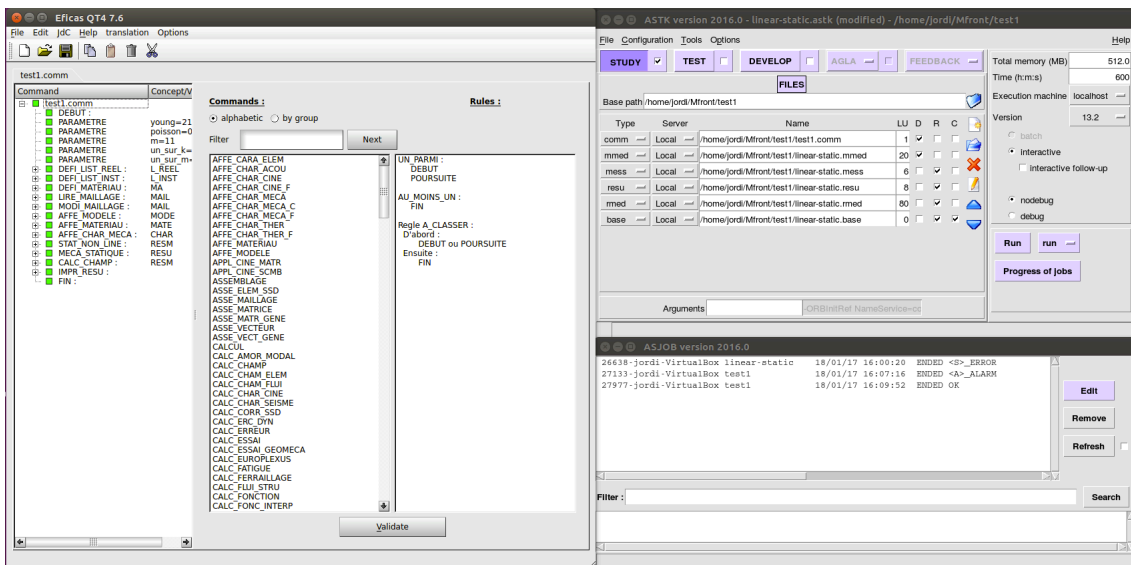 Eficas QT4 7.6
File Edit JdC Help translation Options
test1.comm
Command Concept/V
test1.comm
DEBUT :
PARAMETRE young=21
PARAMETRE poisson=0
PARAMETRE m=11
PARAMETRE un_sur_k=
PARAMETRE un_sur_m=
DEFI_LIST_REEL : L_REEL
DEFI_LIST_INST : L_INST
DEFI_MATERIAU : MA
LIRE_MAILLAGE : MAIL
MODI_MAILLAGE : MAIL
AFFE_MODELE : MODE
AFFE_MATERIAU : MATE
AFFE_CHAR_MECA : CHAR
STAT_NON_LINE : RESM
MECA_STATIQUE : RESU
CALC_CHAMP : RESM
IMPR_RESU :
FIN :
Commands :
alphabetic by group
Filter Next
AFFE_CARA_ELEM
AFFE_CHAR_ACOU
AFFE_CHAR_CINE
AFFE_CHAR_CINE_F
AFFE_CHAR_MECA
AFFE_CHAR_MECA_C
AFFE_CHAR_MECA_F
AFFE_CHAR_THER
AFFE_CHAR_THER_F
AFFE_MATERIAU
AFFE_MODELE
APPL_CINE_MATR
APPL_CINE_SCMB
ASSEMBLAGE
ASSE_ELEM_SSD
ASSE_MAILLAGE
ASSE_MATRICE
ASSE_MATR_GENE
ASSE_VECTEUR
ASSE_VECT_GENE
CALCUL
CALC_AMOR_MODAL
CALC_CHAMP
CALC_CHAM_ELEM
CALC_CHAM_FLUI
CALC_CHAR_CINE
CALC_CHAR_SEISME
CALC_CORR_SSD
CALC_ERC_DYN
CALC_ERREUR
CALC_ESSAI
CALC_ESSAI_GEOMECA
CALC_EUROPLEXUS
CALC_FATIGUE
CALC_FERRAILLAGE
CALC_FLUI_STRU
CALC_FONCTION
CALC_FONC_INTERP
Rules :
UN_PARMI :
DEBUT
POURSUITE
AU_MOINS_UN :
FIN
Regle A_CLASSER :
D'abord :
DEBUT ou POURSUITE
Ensuite :
FIN
Validate
ASTK version 2016.0 - linear-static.astk (modified) - /home/jordi/Mfront/test1
File Configuration Tools Options Help
STUDY TEST DEVELOP AGLA FEEDBACK
FILES
Base path /home/jordi/Mfront/test1
Type Server Name LU D R C
comm Local /home/jordi/Mfront/test1/test1.comm 1
mmed Local /home/jordi/Mfront/test1/linear-static.mmed 20
mess Local /home/jordi/Mfront/test1/linear-static.mess 6
resu Local /home/jordi/Mfront/test1/linear-static.resu 8
rmed Local /home/jordi/Mfront/test1/linear-static.rmed 80
base Local /home/jordi/Mfront/test1/linear-static.base 0
Arguments -ORBInitRef NameService=co
Total memory (MB) 512.0
Time (h:m:s) 600
Execution machine localhost
Version 13.2
batch
interactive
interactive follow-up
nodebug
debug
Run run
Progress of jobs
ASJOB version 2016.0
26638-jordi-VirtualBox linear-static 18/01/17 16:00:20 ENDED <S>_ERROR
27133-jordi-VirtualBox test1 18/01/17 16:07:16 ENDED <A>_ALARM
27977-jordi-VirtualBox test1 18/01/17 16:09:52 ENDED OK
Edit
Remove
Refresh
Filter : Search